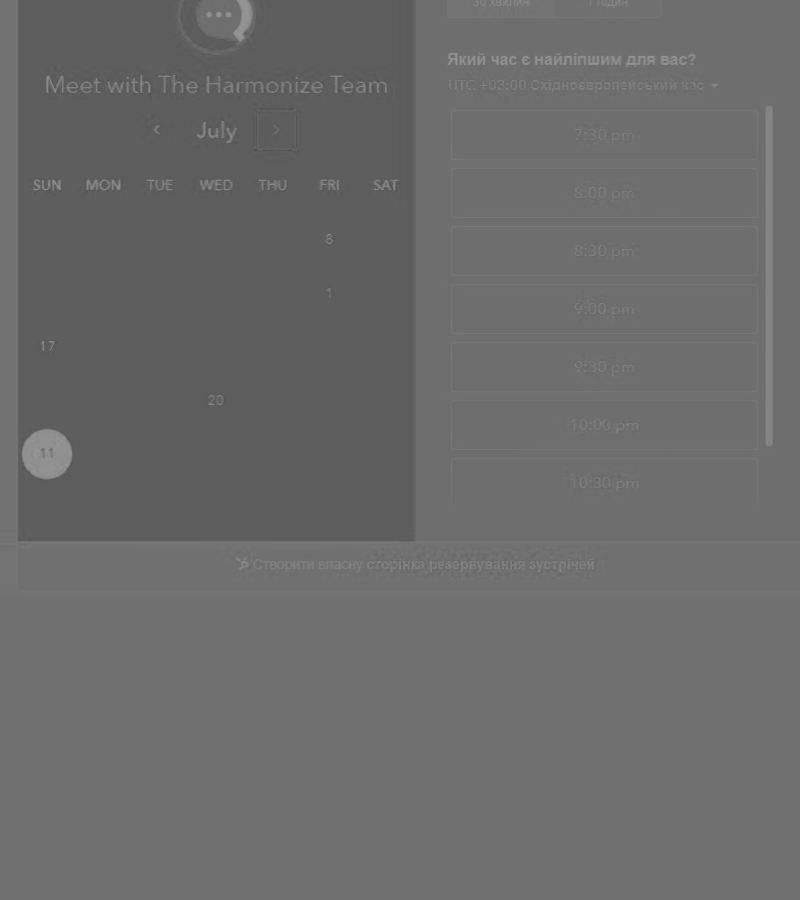 30 хвилин 1 годин
Meet with The Harmonize Team
July
SUN MON TUE WED THU FRI SAT
8
1
17
20
11
Який час є найліпшим для вас?
UTC +03:00 Східноєвропейський час
7:30 pm
8:00 pm
8:30 pm
9:00 pm
9:30 pm
10:00 pm
10:30 pm
Створити власну сторінка резервування зустрічей